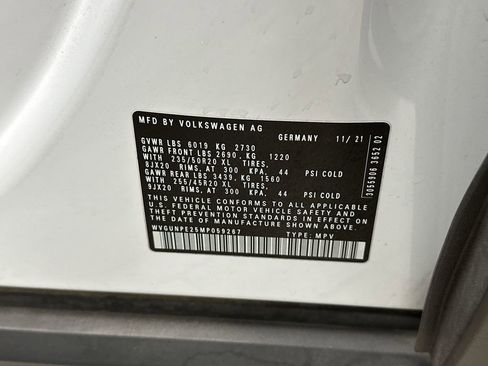 MFD BY VOLKSWAGEN AG
GERMANY 11/21
GVWR LBS 6019 KG 2730
GAWR FRONT LBS 2690, KG 1220
WITH 235/50R20 XL TIRES,
8JX20 RIMS, AT 300 KPA, 44 PSI COLD
GAWR REAR LBS 3439, KG 1560
WITH 255/45R20 XL TIRES,
9JX20 RIMS, AT 300 KPA, 44 PSI COLD
THIS VEHICLE CONFORMS TO ALL APPLICABLE
U.S. FEDERAL MOTOR VEHICLE SAFETY AND
THEFT PREVENTION STANDARDS IN EFFECT ON
THE DATE OF MANUFACTURE SHOWN ABOVE.
WVGUNPE25MP059267 TYPE: MPV
3055906 3652 02